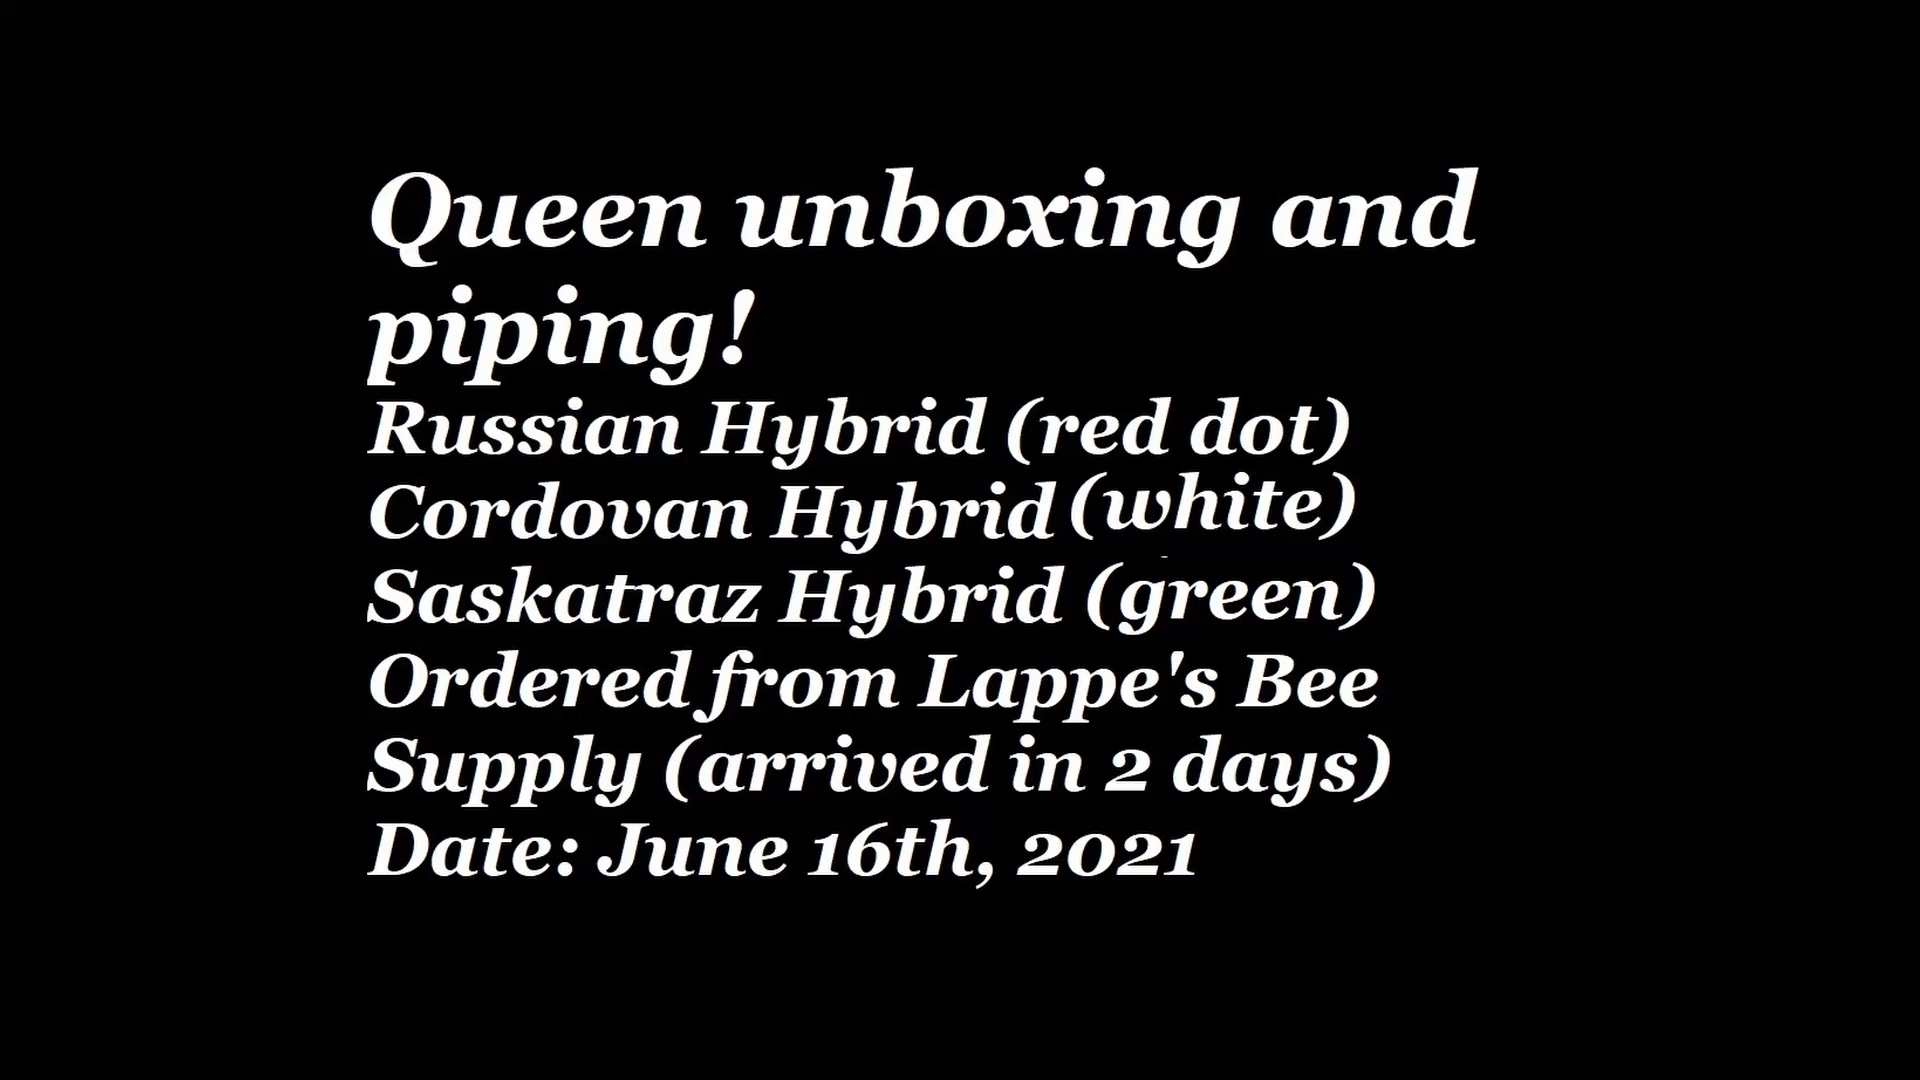 Queen unboxing and
piping!
Russian Hybrid (red dot)
Cordovan Hybrid (white)
Saskatraz Hybrid (green)
Ordered from Lappe's Bee
Supply (arrived in 2 days)
Date: June 16th, 2021